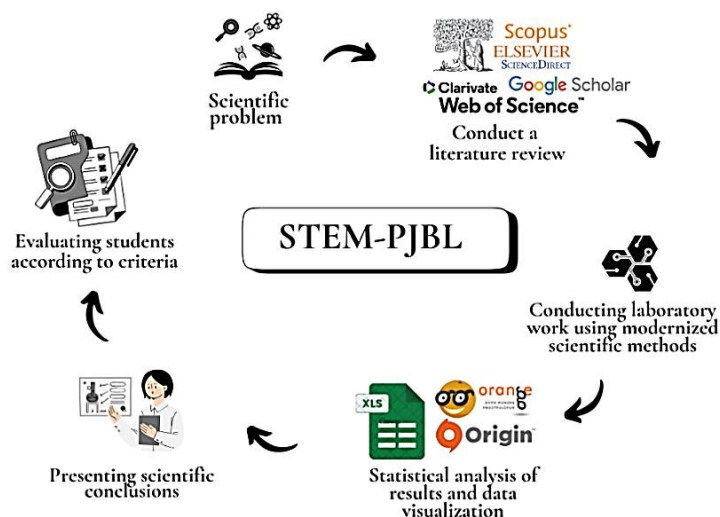 Scientific
problem
Scopus®
ELSEVIER
SCIENCEDIRECT
Clarivate Google Scholar
Web of Science™
Conduct a
literature review
STEM-PJBL
Conducting laboratory
work using modernized
scientific methods
XLS
orange
Origin™
Statistical analysis of
results and data
visualization
Presenting scientific
conclusions
Evaluating students
according to criteria